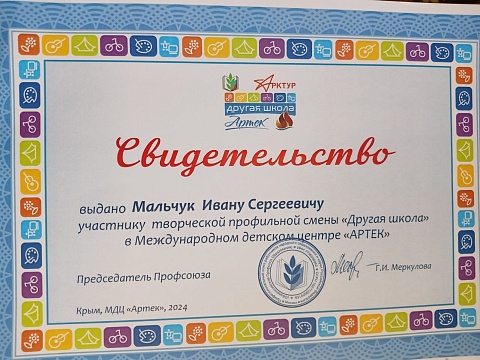 АРКТУР
ДРУГАЯ ШКОЛА
Артек
Свидетельство
выдано Мальчук Ивану Сергеевичу
участнику творческой профильной смены «Другая школа»
в Международном детском центре «АРТЕК»
Председатель Профсоюза
Г.И. Меркулова
Крым, МДЦ «Артек», 2024